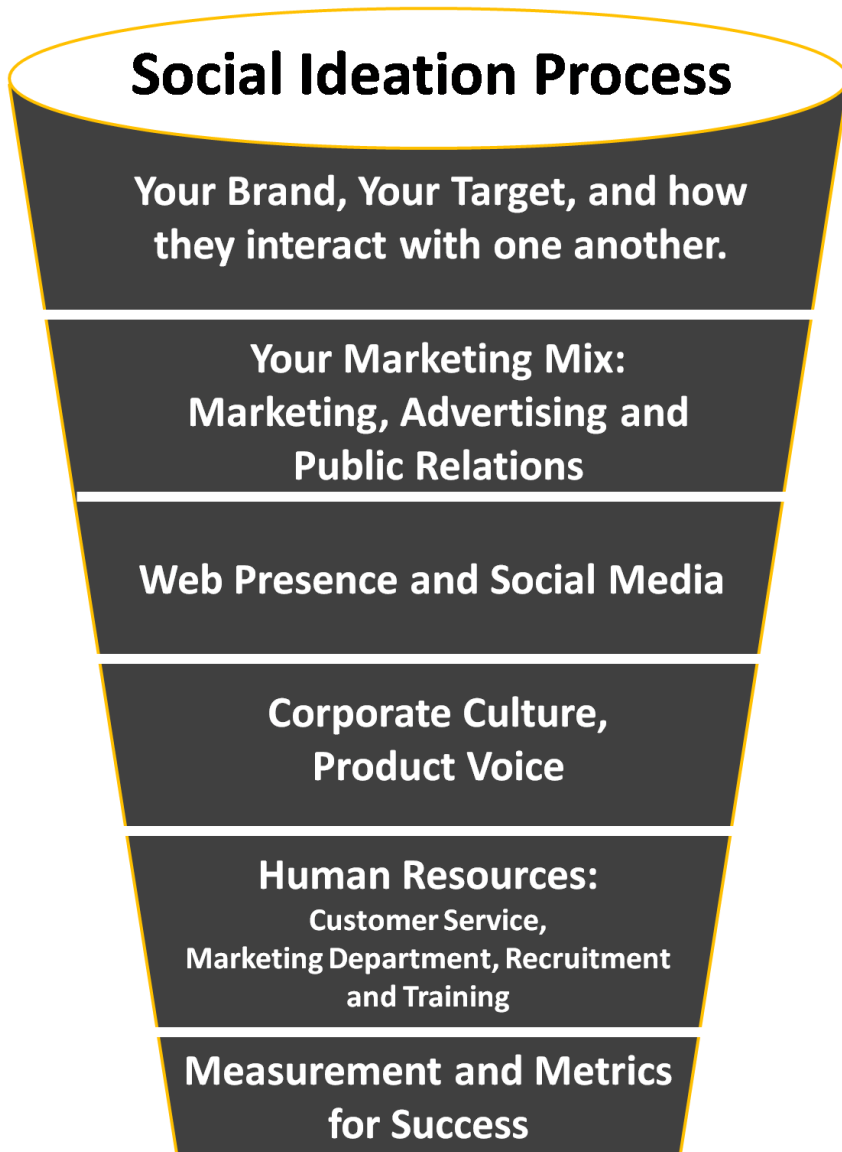 Social Ideation Process
Your Brand, Your Target, and how
they interact with one another.
Your Marketing Mix:
Marketing, Advertising and
Public Relations
Web Presence and Social Media
Corporate Culture,
Product Voice
Human Resources:
Customer Service,
Marketing Department, Recruitment
and Training
Measurement and Metrics
for Success